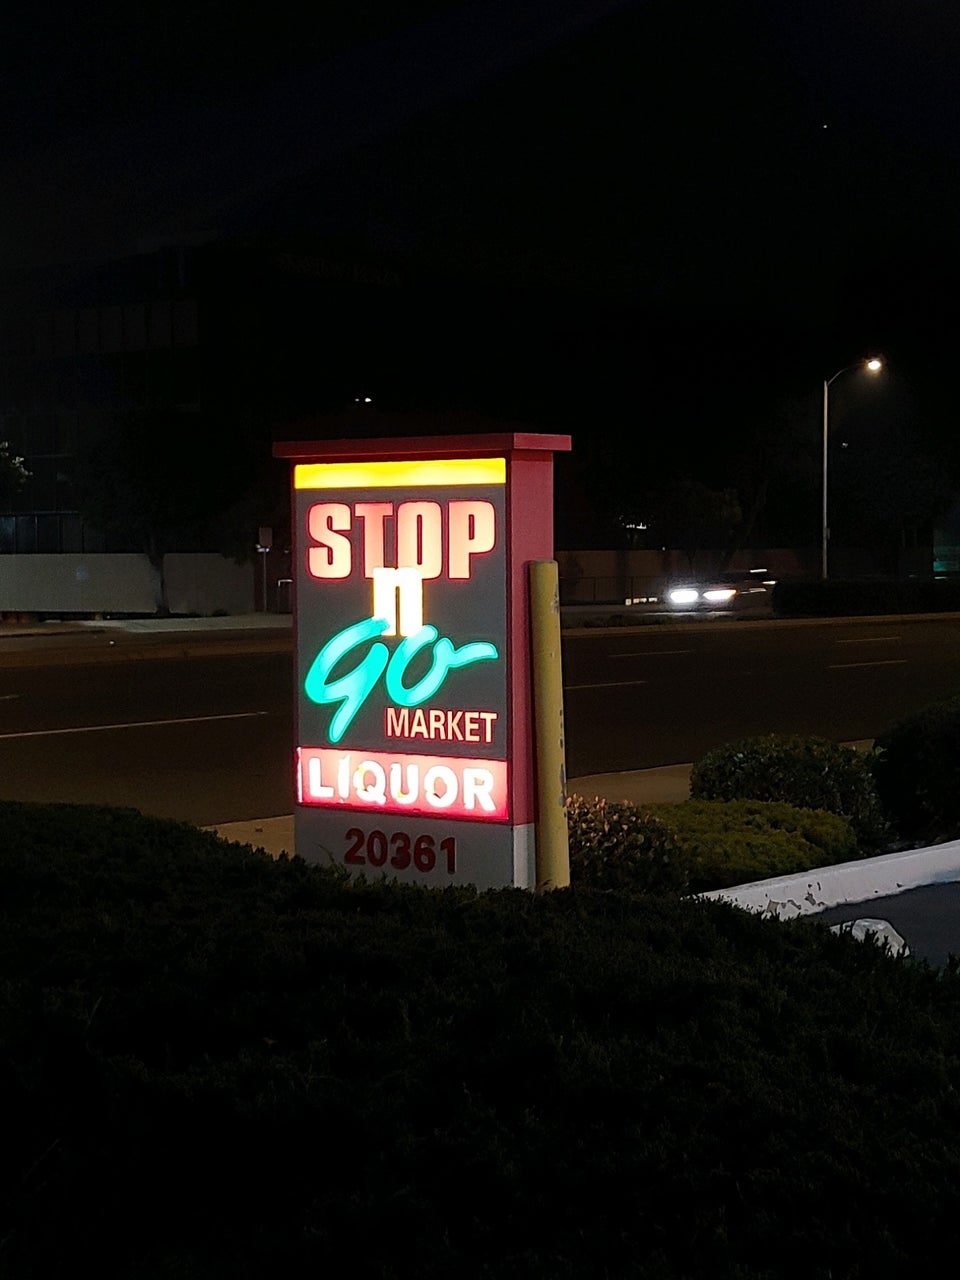 STOP
n
Go
MARKET
LIQUOR
20361